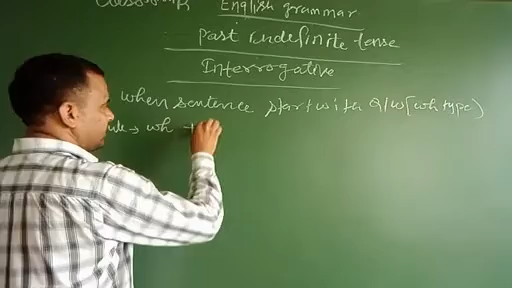 English grammar
Past indefinite tense
Interrogative
when sentence start with Q/w (wh type)
wh +